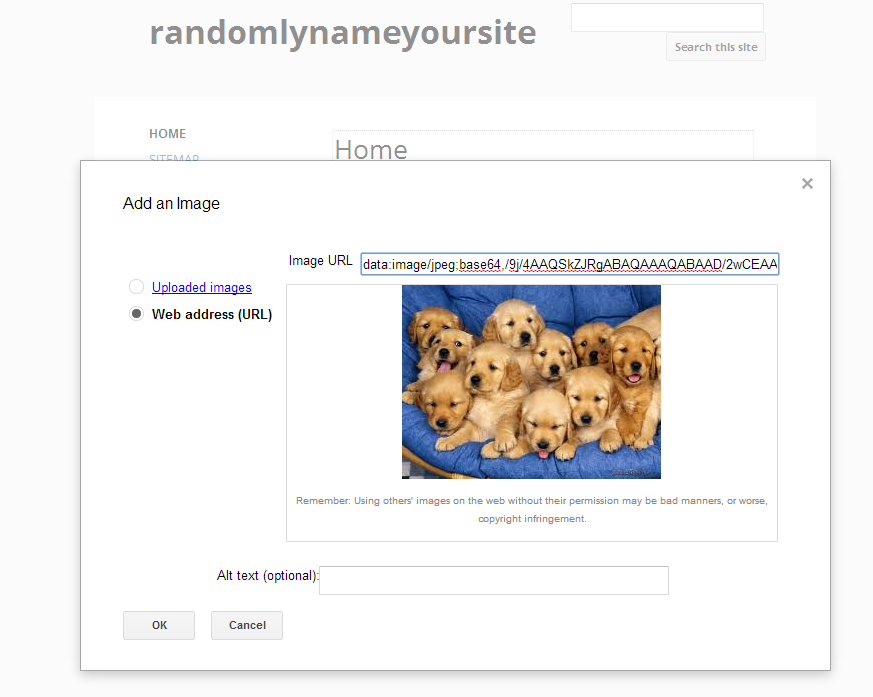 randomlynameyoursite
Search this site
HOME
SITEMAP
Home
Add an Image
Image URL
data:image/jpeg;base64,/9j/4AAQSkZJRgABAQAAAQABAAD/2wCEAA
Uploaded images
Web address (URL)
Remember: Using others' images on the web without their permission may be bad manners, or worse,
copyright infringement.
Alt text (optional):
OK
Cancel